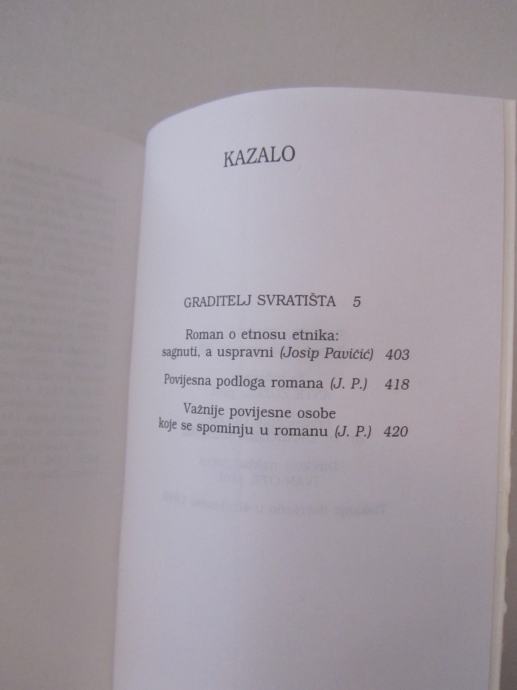 KAZALO
GRADITELJ SVRATIŠTA 5
Roman o etnosu etnika:
sagnuti, a uspravni (Josip Pavičić) 403
Povijesna podloga romana (J. P.) 418
Važnije povijesne osobe
koje se spominju u romanu (J. P.) 420